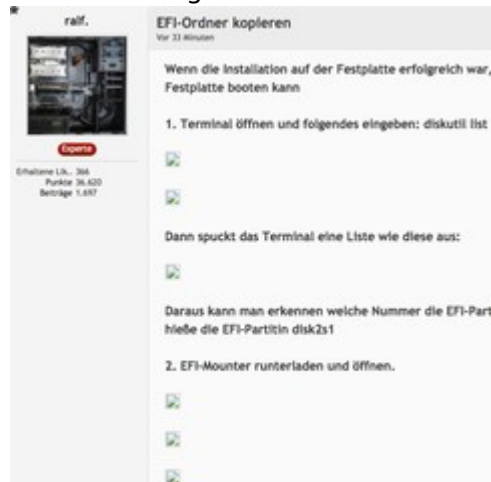 ralf.
Experte
Erhaltene Lik.. 366
Punkte 36.620
Beiträge 1.697
EFI-Ordner kopieren
Vor 33 Minuten
Wenn die Installation auf der Festplatte erfolgreich war,
Festplatte booten kann
1. Terminal öffnen und folgendes eingeben: diskutil list
Dann spuckt das Terminal eine Liste wie diese aus:
Daraus kann man erkennen welche Nummer die EFI-Part
hieße die EFI-Partitin disk2s1
2. EFI-Mounter runterladen und öffnen.